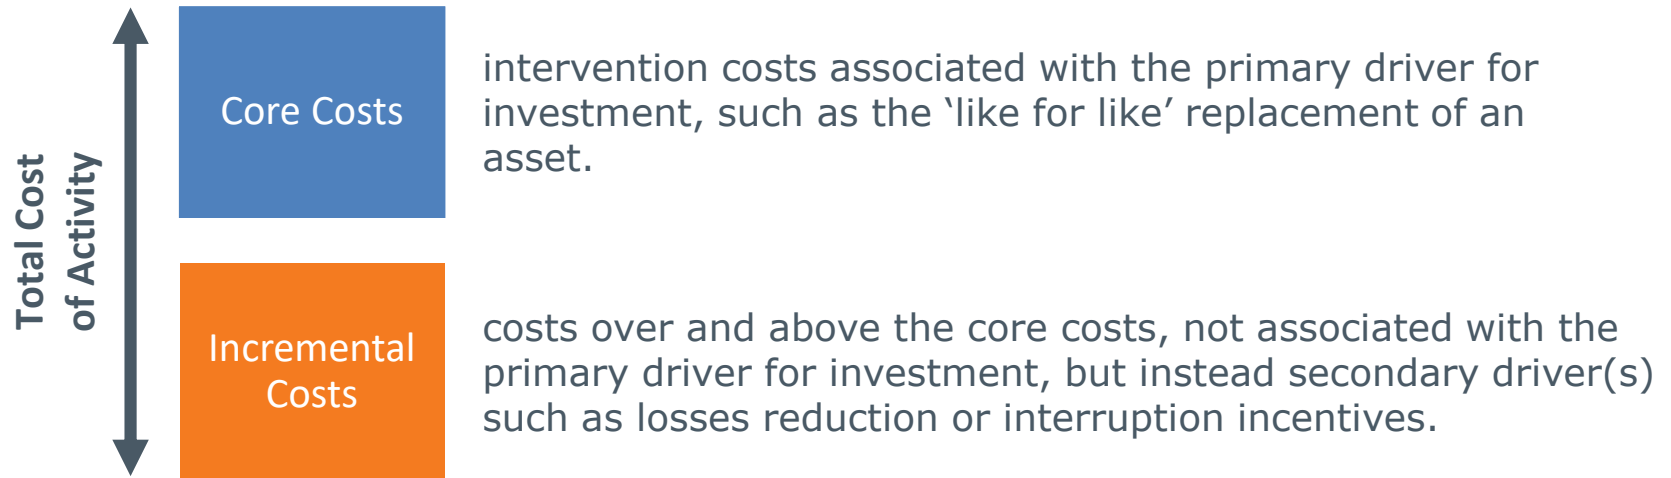 Total Cost
of Activity
Core Costs
intervention costs associated with the primary driver for
investment, such as the ‘like for like’ replacement of an
asset.
Incremental
Costs
costs over and above the core costs, not associated with the
primary driver for investment, but instead secondary driver(s)
such as losses reduction or interruption incentives.